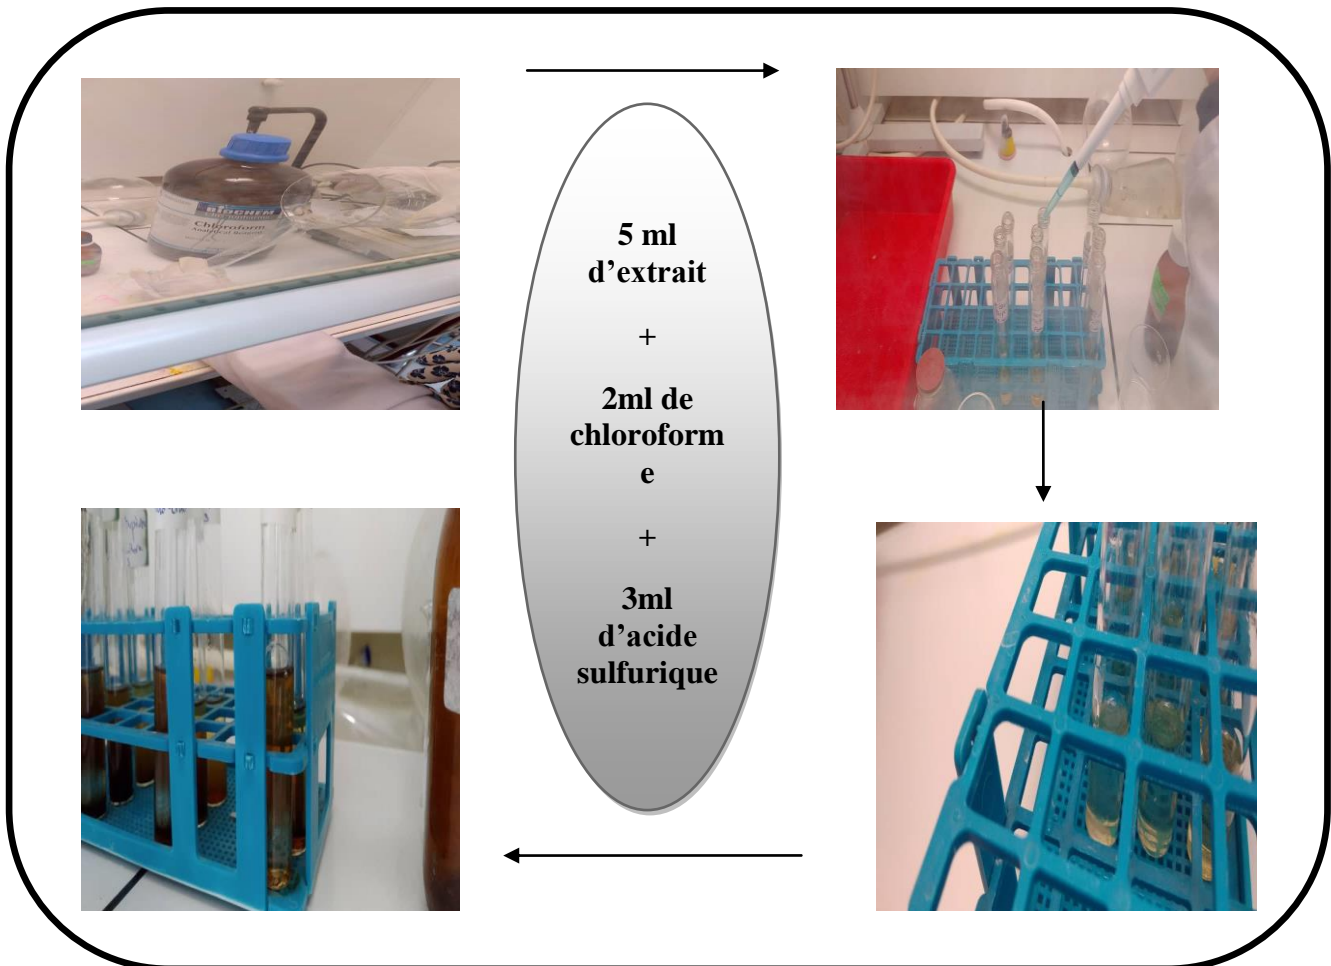 BIOCHEM
Chloroform
5 ml
d’extrait
+
2ml de
chloroform
e
+
3ml
d’acide
sulfurique